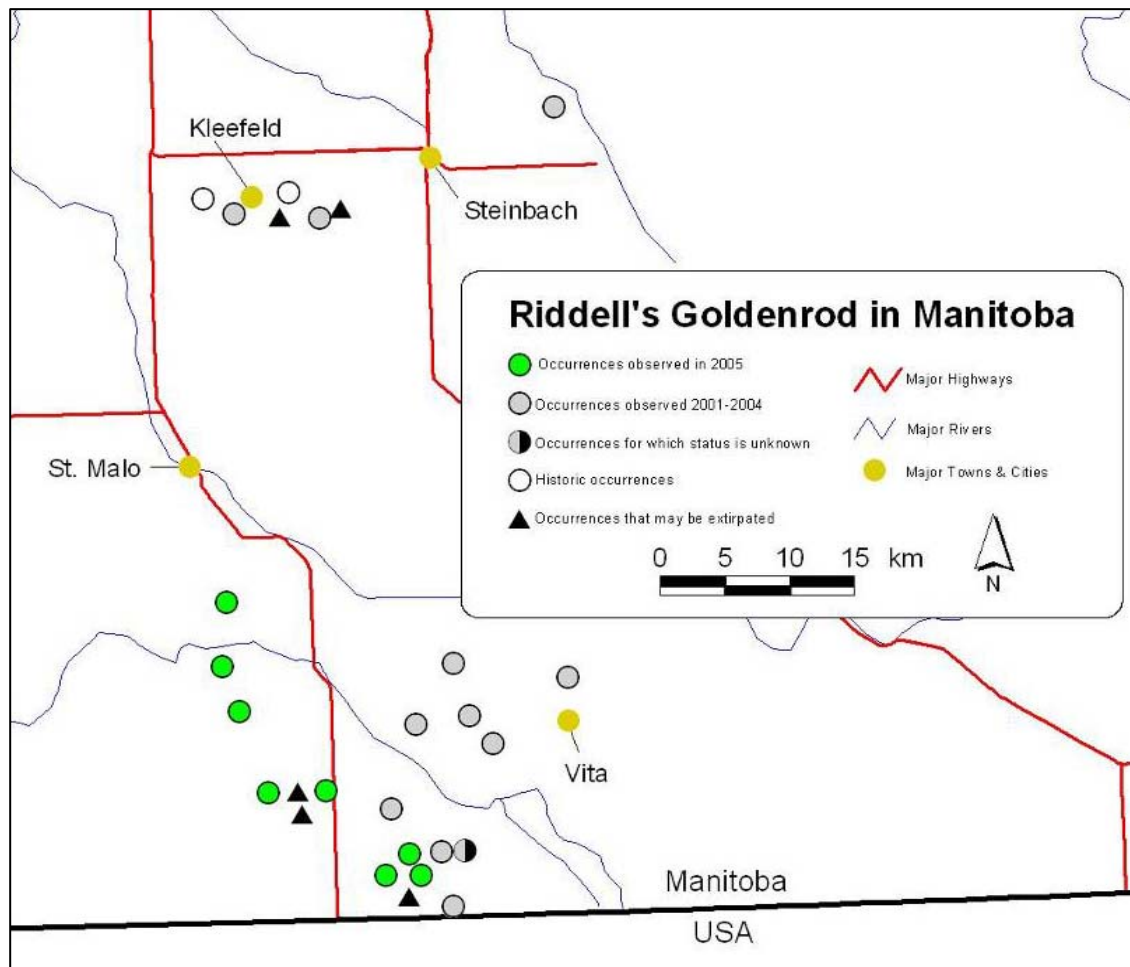 Kleefeld
Steinbach
Riddell's Goldenrod in Manitoba
Occurrences observed in 2005
Occurrences observed 2001-2004
Occurrences for which status is unknown
Historic occurrences
Occurrences that may be extirpated
Major Highways
Major Rivers
Major Towns & Cities
0 5 10 15 km
N
St. Malo
Vita
Manitoba
USA